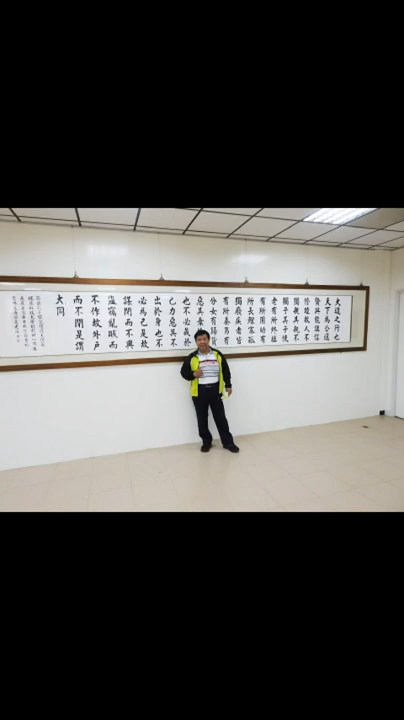 大道之行也
天下為公選
賢與能講信
修睦故人不
獨親其親不
獨子其子使
老有所終壯
有所用幼有
所長鰥寡孤
獨廢疾者皆
有所養男有
分女有歸貨
惡其棄
也不必藏於
己力惡其不
出於身也不
必為己是故
謀閉而不興
盜竊亂賊而
不作故外戶
而不閉是謂
大同